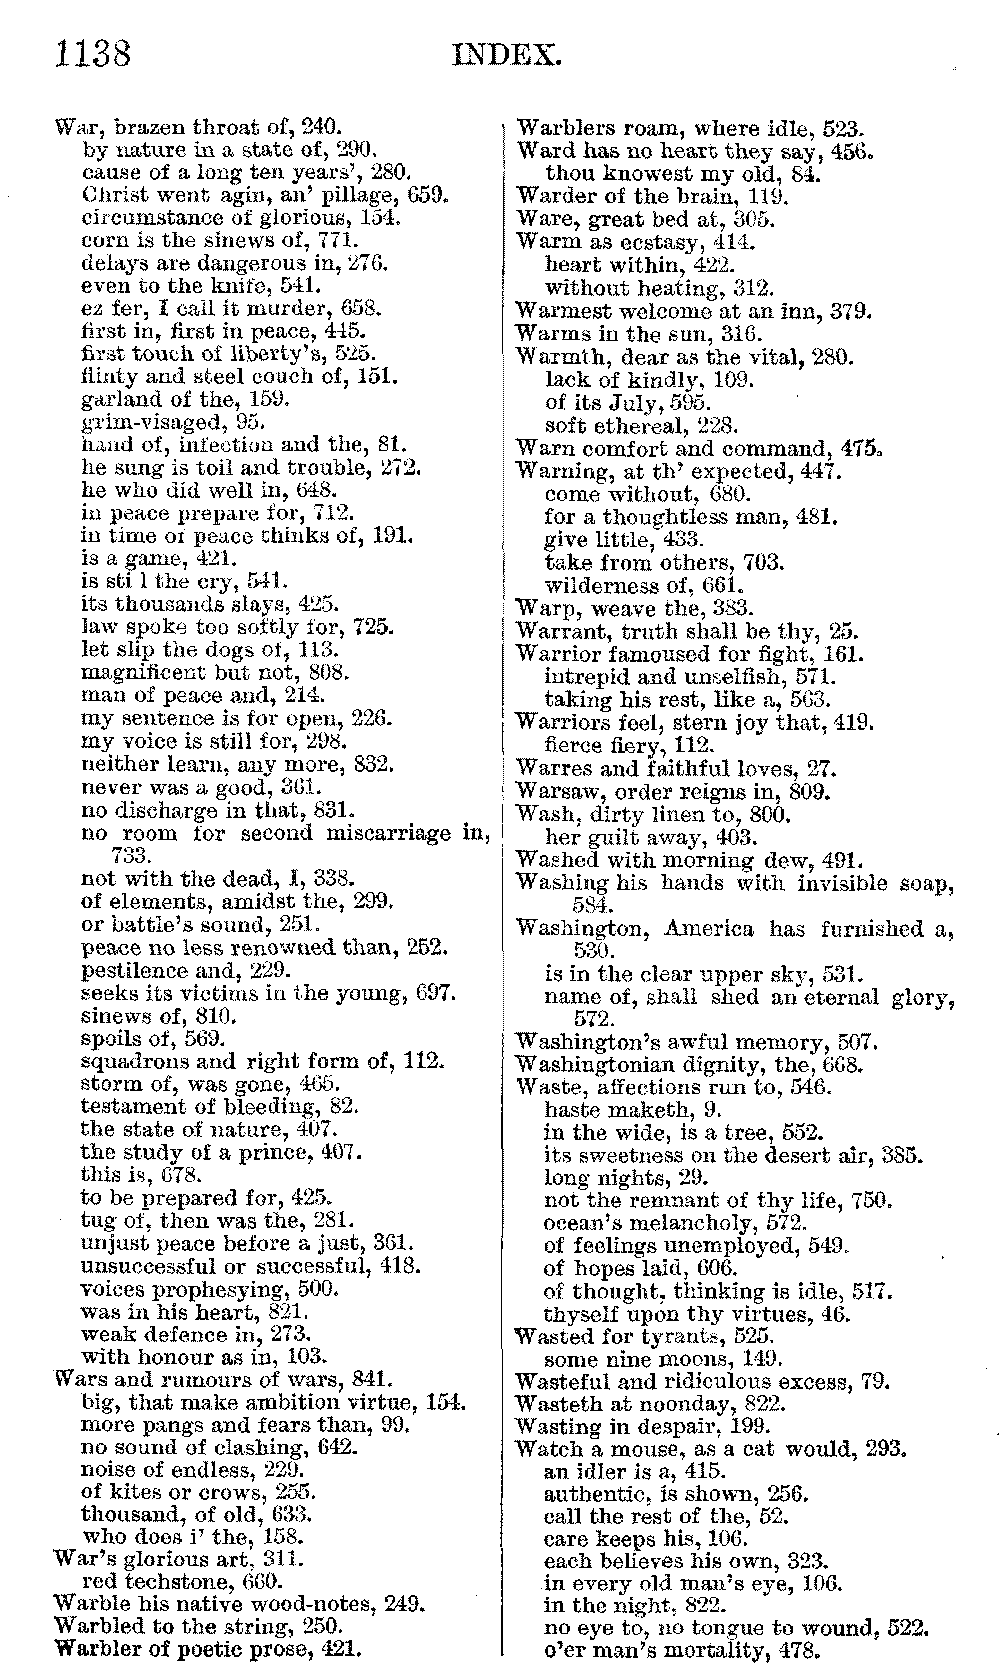 1138
INDEX.
War, brazen throat of, 240.
by nature in a state of, 290.
cause of a long ten years', 280.
Christ went agin, an' pillage, 659.
circumstance of glorious, 154.
corn is the sinews of, 771.
delays are dangerous in, 276.
even to the knife, 541.
ez fer, I call it murder, 658.
first in, first in peace, 445.
first touch of liberty's, 525.
flinty and steel couch of, 151.
garland of the, 159.
grim-visaged, 95.
hand of, infection and the, 81.
he sung is toil and trouble, 272.
he who did well in, 648.
in peace prepare for, 712.
in time of peace thinks of, 191.
is a game, 421.
is sti l the cry, 541.
its thousands slays, 425.
law spoke too softly for, 725.
let slip the dogs of, 113.
magnificent but not, 808.
man of peace and, 214.
my sentence is for open, 226.
my voice is still for, 298.
neither learn, any more, 832.
never was a good, 361.
no discharge in that, 831.
no room for second miscarriage in,
733.
not with the dead, I, 338.
of elements, amidst the, 299.
or battle's sound, 251.
peace no less renowned than, 252.
pestilence and, 229.
seeks its victims in the young, 697.
sinews of, 810.
spoils of, 569.
squadrons and right form of, 112.
storm of, was gone, 465.
testament of bleeding, 82.
the state of nature, 407.
the study of a prince, 407.
this is, 678.
to be prepared for, 425.
tug of, then was the, 281.
unjust peace before a just, 361.
unsuccessful or successful, 418.
voices prophesying, 500.
was in his heart, 821.
weak defence in, 273.
with honour as in, 103.
Wars and rumours of wars, 841.
big, that make ambition virtue, 154.
more pangs and fears than, 99.
no sound of clashing, 642.
noise of endless, 229.
of kites or crows, 255.
thousand, of old, 633.
who does i' the, 158.
War's glorious art, 311.
red techstone, 660.
Warble his native wood-notes, 249.
Warbled to the string, 250.
Warbler of poetic prose, 421.
Warblers roam, where idle, 523.
Ward has no heart they say, 456.
thou knowest my old, 84.
Warder of the brain, 119.
Ware, great bed at, 305.
Warm as ecstasy, 414.
heart within, 422.
without heating, 312.
Warmest welcome at an inn, 379.
Warms in the sun, 316.
Warmth, dear as the vital, 280.
lack of kindly, 109.
of its July, 595.
soft ethereal, 228.
Warn comfort and command, 475.
Warning, at th' expected, 447.
come without, 680.
for a thoughtless man, 481.
give little, 433.
take from others, 703.
wilderness of, 661.
Warp, weave the, 383.
Warrant, truth shall be thy, 25.
Warrior famoused for fight, 161.
intrepid and unselfish, 571.
taking his rest, like a, 563.
Warriors feel, stern joy that, 419.
fierce fiery, 112.
Warres and faithful loves, 27.
Warsaw, order reigns in, 809.
Wash, dirty linen to, 800.
her guilt away, 403.
Washed with morning dew, 491.
Washing his hands with invisible soap,
584.
Washington, America has furnished a,
530.
is in the clear upper sky, 531.
name of, shall shed an eternal glory,
572.
Washington's awful memory, 507.
Washingtonian dignity, the, 668.
Waste, affections run to, 546.
haste maketh, 9.
in the wide, is a tree, 552.
its sweetness on the desert air, 385.
long nights, 29.
not the remnant of thy life, 750.
ocean's melancholy, 572.
of feelings unemployed, 549.
of hopes laid, 606.
of thought, thinking is idle, 517.
thyself upon thy virtues, 46.
Wasted for tyrants, 525.
some nine moons, 149.
Wasteful and ridiculous excess, 79.
Wasteth at noonday, 822.
Wasting in despair, 199.
Watch a mouse, as a cat would, 293.
an idler is a, 415.
authentic, is shown, 256.
call the rest of the, 52.
care keeps his, 106.
each believes his own, 323.
in every old man's eye, 106.
in the night, 822.
no eye to, no tongue to wound, 522.
o'er man's mortality, 478.